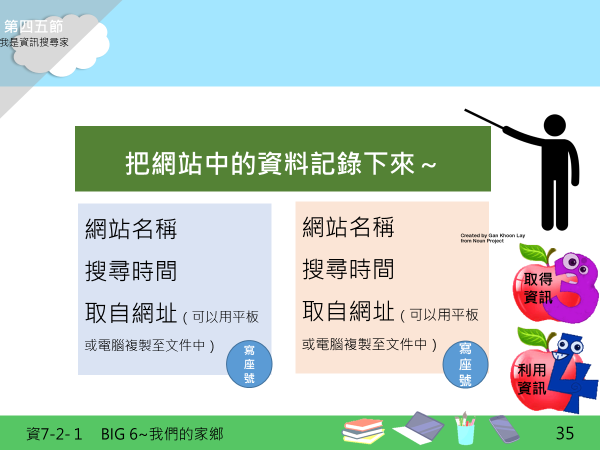 第四五節
我是資訊搜尋家
把網站中的資料記錄下來～
網站名稱
搜尋時間
取自網址（可以用平板
或電腦複製至文件中）
寫
座
號
網站名稱
搜尋時間
取自網址（可以用平板
或電腦複製至文件中）
寫
座
號
Created by Gan Khoon Lay
from Noun Project
取得
資訊
3
利用
資訊
4
資7-2-1 BIG 6~我們的家鄉
35